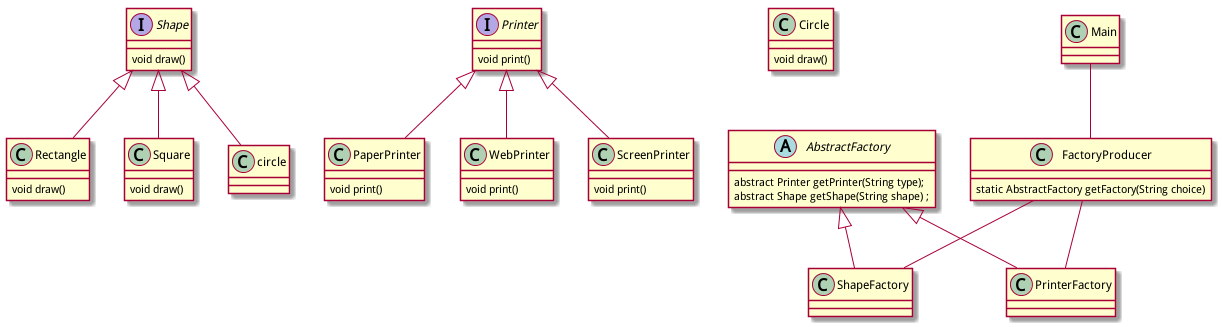 I Shape
void draw()
I Printer
void print()
C Circle
void draw()
C Main
C Rectangle
void draw()
C Square
void draw()
C circle
C PaperPrinter
void print()
C WebPrinter
void print()
C ScreenPrinter
void print()
A AbstractFactory
abstract Printer getPrinter(String type);
abstract Shape getShape(String shape) ;
C FactoryProducer
static AbstractFactory getFactory(String choice)
C ShapeFactory
C PrinterFactory